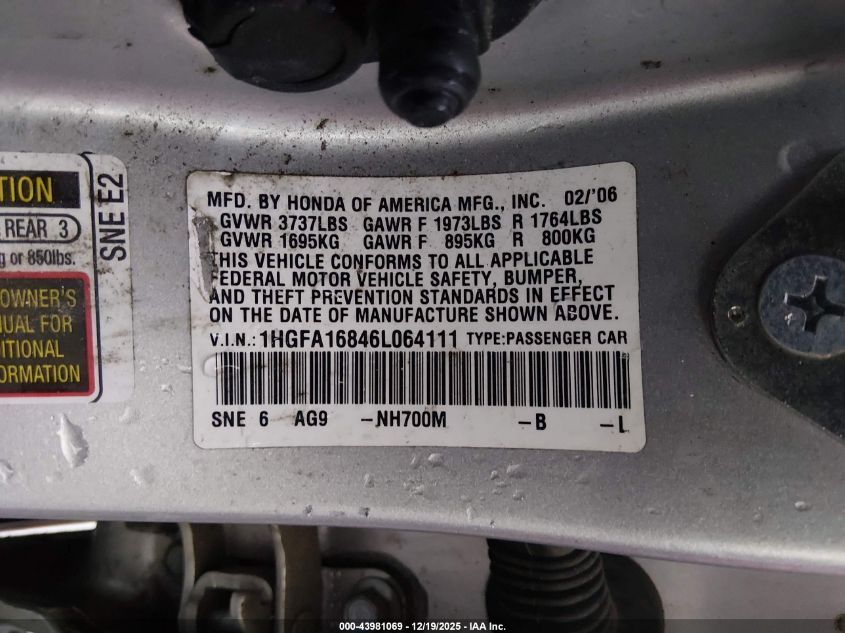 TION
REAR 3
g or 850lbs.
OWNER'S
UAL FOR
DITIONAL
FORMATION
SNE E2
MFD. BY HONDA OF AMERICA MFG., INC. 02/'06
GVWR 3737LBS GAWR F 1973LBS R 1764LBS
GVWR 1695KG GAWR F 895KG R 800KG
THIS VEHICLE CONFORMS TO ALL APPLICABLE
FEDERAL MOTOR VEHICLE SAFETY, BUMPER,
AND THEFT PREVENTION STANDARDS IN EFFECT
ON THE DATE OF MANUFACTURE SHOWN ABOVE.
V.I.N.: 1HGFA16846L064111 TYPE:PASSENGER CAR
SNE 6 AG9 -NH700M -B -L
000-43981069 - 12/19/2025 - IAA Inc.